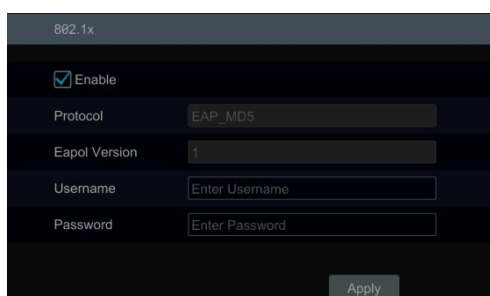 802.1x
Enable
Protocol EAP_MD5
Eapol Version 1
Username Enter Username
Password Enter Password
Apply